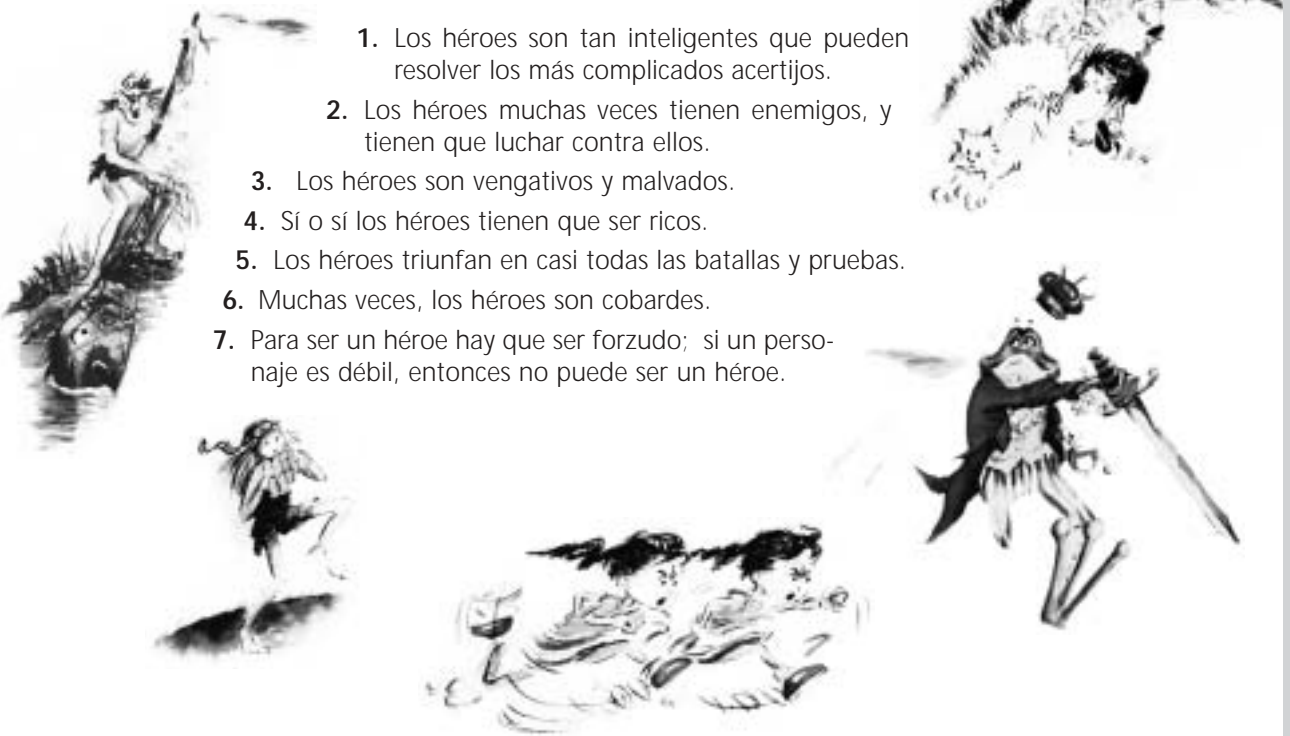 1. Los héroes son tan inteligentes que pueden
resolver los más complicados acertijos.
2. Los héroes muchas veces tienen enemigos, y
tienen que luchar contra ellos.
3. Los héroes son vengativos y malvados.
4. Sí o sí los héroes tienen que ser ricos.
5. Los héroes triunfan en casi todas las batallas y pruebas.
6. Muchas veces, los héroes son cobardes.
7. Para ser un héroe hay que ser forzudo; si un perso-
naje es débil, entonces no puede ser un héroe.